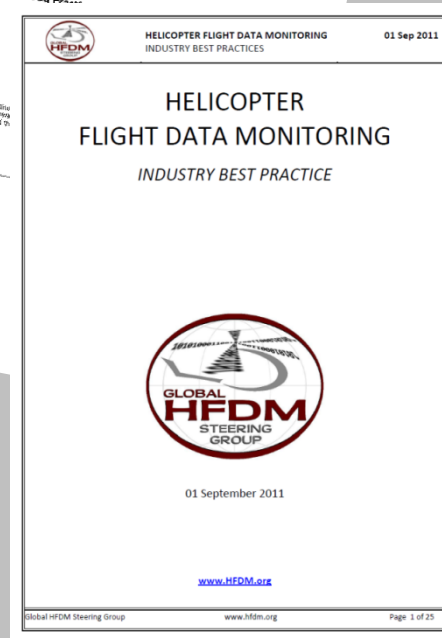 HELICOPTER FLIGHT DATA MONITORING
INDUSTRY BEST PRACTICES
01 Sep 2011
HFDM
HELICOPTER
FLIGHT DATA MONITORING
INDUSTRY BEST PRACTICE
GLOBAL
HFDM
STEERING
GROUP
01 September 2011
www.HFDM.org
Global HFDM Steering Group
www.hfdm.org
Page 1 of 25